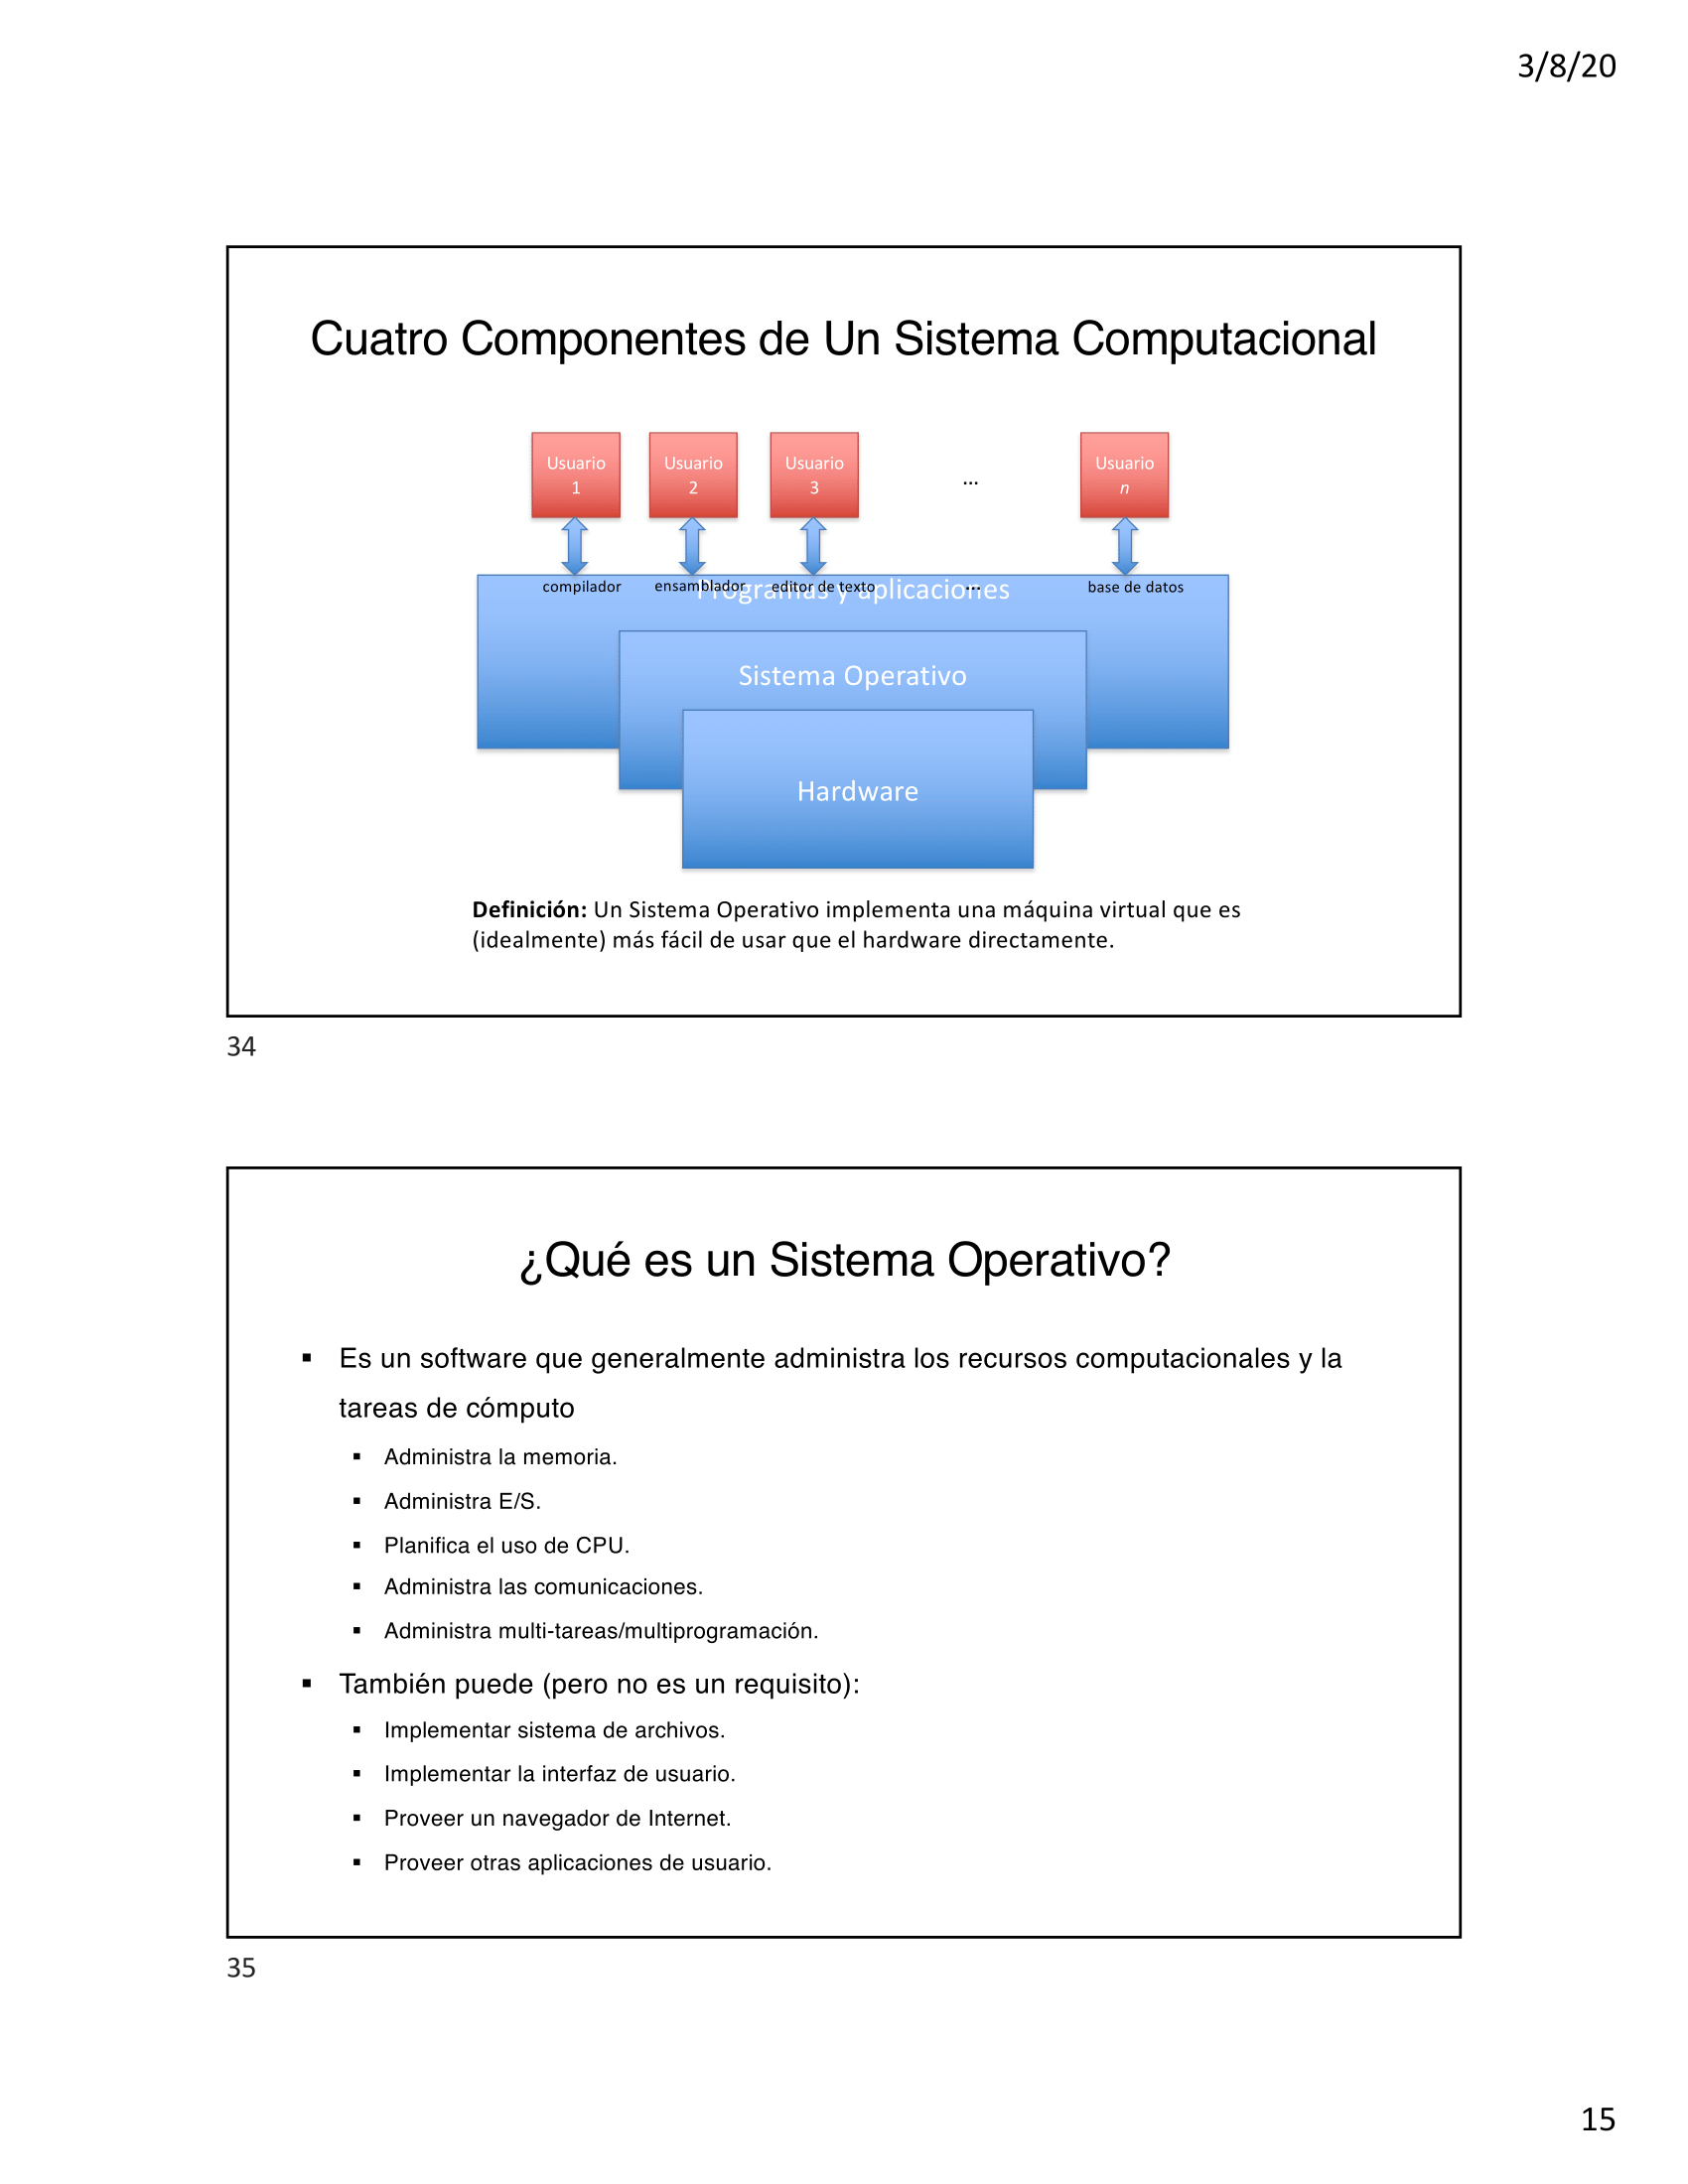 3/8/20
Cuatro Componentes de Un Sistema Computacional
Usuario
1
Usuario
2
Usuario
3
...
Usuario
n
compilador ensamblador editor de texto ... base de datos
Programas y aplicaciones
Sistema Operativo
Hardware
Definición: Un Sistema Operativo implementa una máquina virtual que es
(idealmente) más fácil de usar que el hardware directamente.
34
¿Qué es un Sistema Operativo?
▪ Es un software que generalmente administra los recursos computacionales y la
tareas de cómputo
▪ Administra la memoria.
▪ Administra E/S.
▪ Planifica el uso de CPU.
▪ Administra las comunicaciones.
▪ Administra multi-tareas/multiprogramación.
▪ También puede (pero no es un requisito):
▪ Implementar sistema de archivos.
▪ Implementar la interfaz de usuario.
▪ Proveer un navegador de Internet.
▪ Proveer otras aplicaciones de usuario.
35
15